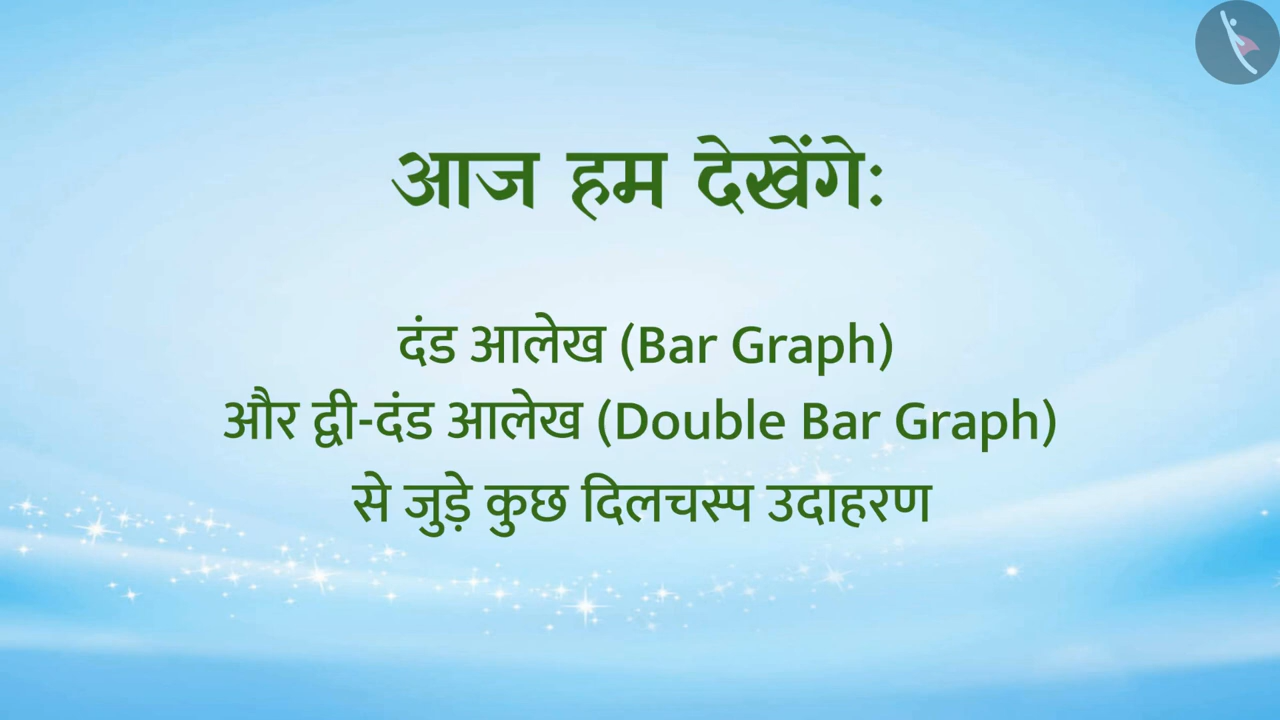 आज हम देखेंगे:
दंड आलेख (Bar Graph)
और द्वी-दंड आलेख (Double Bar Graph)
से जुड़े कुछ दिलचस्प उदाहरण